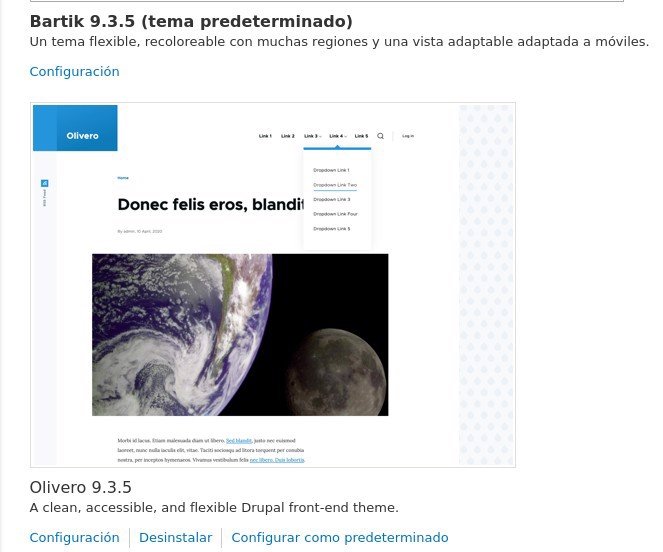 Bartik 9.3.5 (tema predeterminado)
Un tema flexible, recoloreable con muchas regiones y una vista adaptable adaptada a móviles.
Configuración
Olivero
Link 1 Link 2 Link 3 Link 4 Link 5 Log in
Dropdown Link 1
Dropdown Link Two
Dropdown Link 3
Dropdown Link Four
Dropdown Link 5
RSS Feed
Home
Donec felis eros, blandit
By admin, 10 April, 2020
Morbi id lacus. Etiam malesuada diam ut libero. Sed blandit, justo nec euismod
laoreet, nunc nulla iaculis elit, vitae. Taciti sociosqu ad litora torquent per conubia
nostra, per inceptos hymenaeos. Vivamus vestibulum felis nec libero. Duis lobortis.
Olivero 9.3.5
A clean, accessible, and flexible Drupal front-end theme.
Configuración Desinstalar Configurar como predeterminado